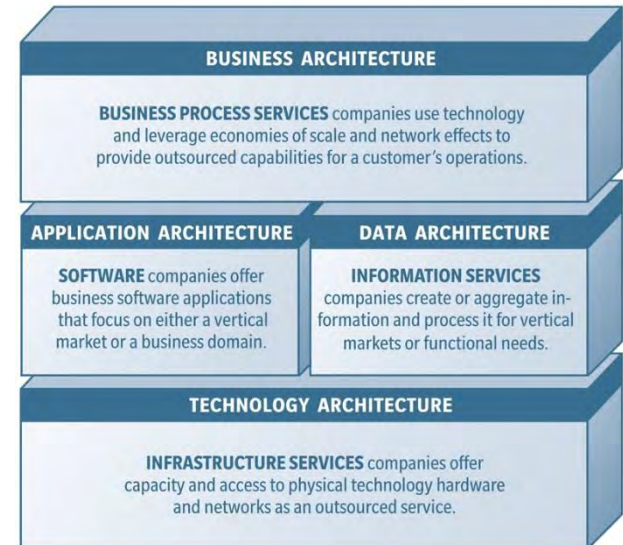 BUSINESS ARCHITECTURE
BUSINESS PROCESS SERVICES companies use technology
and leverage economies of scale and network effects to
provide outsourced capabilities for a customer's operations.
APPLICATION ARCHITECTURE
SOFTWARE companies offer
business software applications
that focus on either a vertical
market or a business domain.
DATA ARCHITECTURE
INFORMATION SERVICES
companies create or aggregate in-
formation and process it for vertical
markets or functional needs.
TECHNOLOGY ARCHITECTURE
INFRASTRUCTURE SERVICES companies offer
capacity and access to physical technology hardware
and networks as an outsourced service.